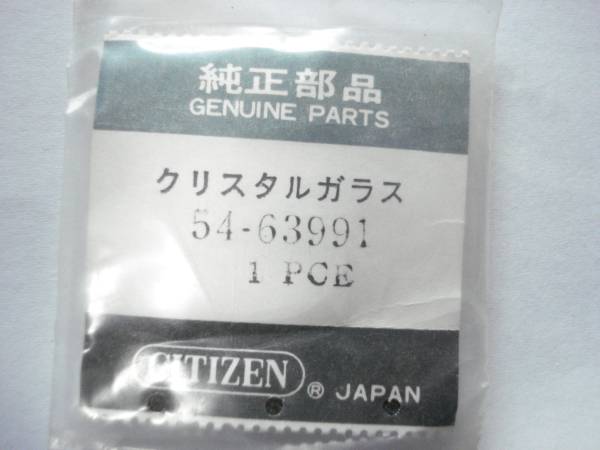 純正部品
GENUINE PARTS
クリスタルガラス
54-63991
1 PCE
CITIZEN ® JAPAN